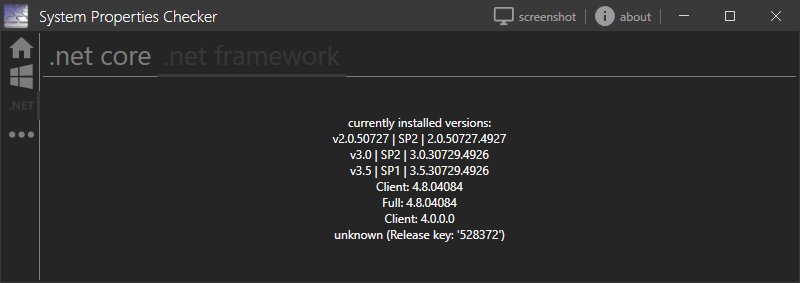 System Properties Checker
screenshot
about
.net core .net framework
.NET
currently installed versions:
v2.0.50727 | SP2 | 2.0.50727.4927
v3.0 | SP2 | 3.0.30729.4926
v3.5 | SP1 | 3.5.30729.4926
Client: 4.8.04084
Full: 4.8.04084
Client: 4.0.0.0
unknown (Release key: '528372')